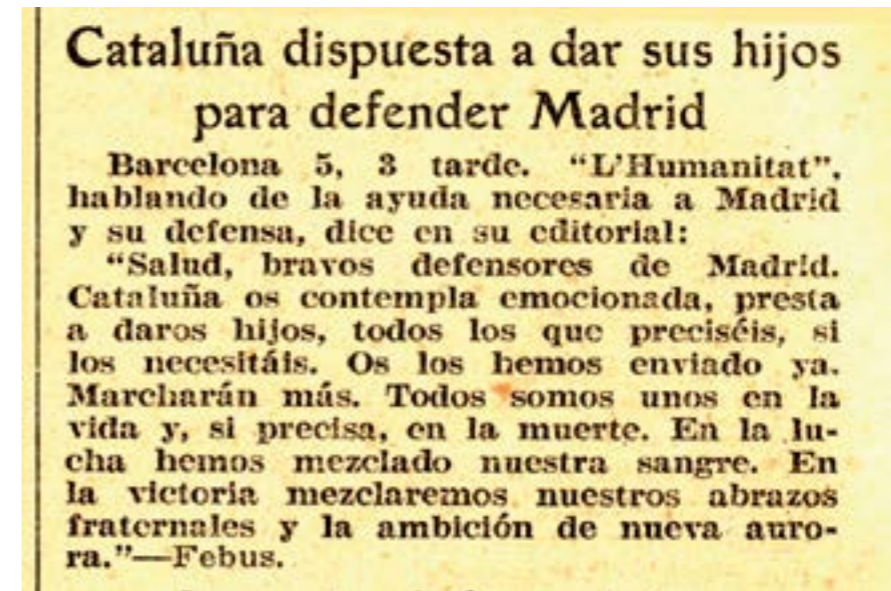 Cataluña dispuesta a dar sus hijos
para defender Madrid
Barcelona 5, 3 tarde. “L’Humanitat”,
hablando de la ayuda necesaria a Madrid
y su defensa, dice en su editorial:
“Salud, bravos defensores de Madrid.
Cataluña os contempla emocionada, presta
a daros hijos, todos los que preciséis, si
los necesitáis. Os los hemos enviado ya.
Marcharán más. Todos somos unos en la
vida y, si precisa, en la muerte. En la lu-
cha hemos mezclado nuestra sangre. En
la victoria mezclaremos nuestros abrazos
fraternales y la ambición de nueva auro-
ra.”—Febus.